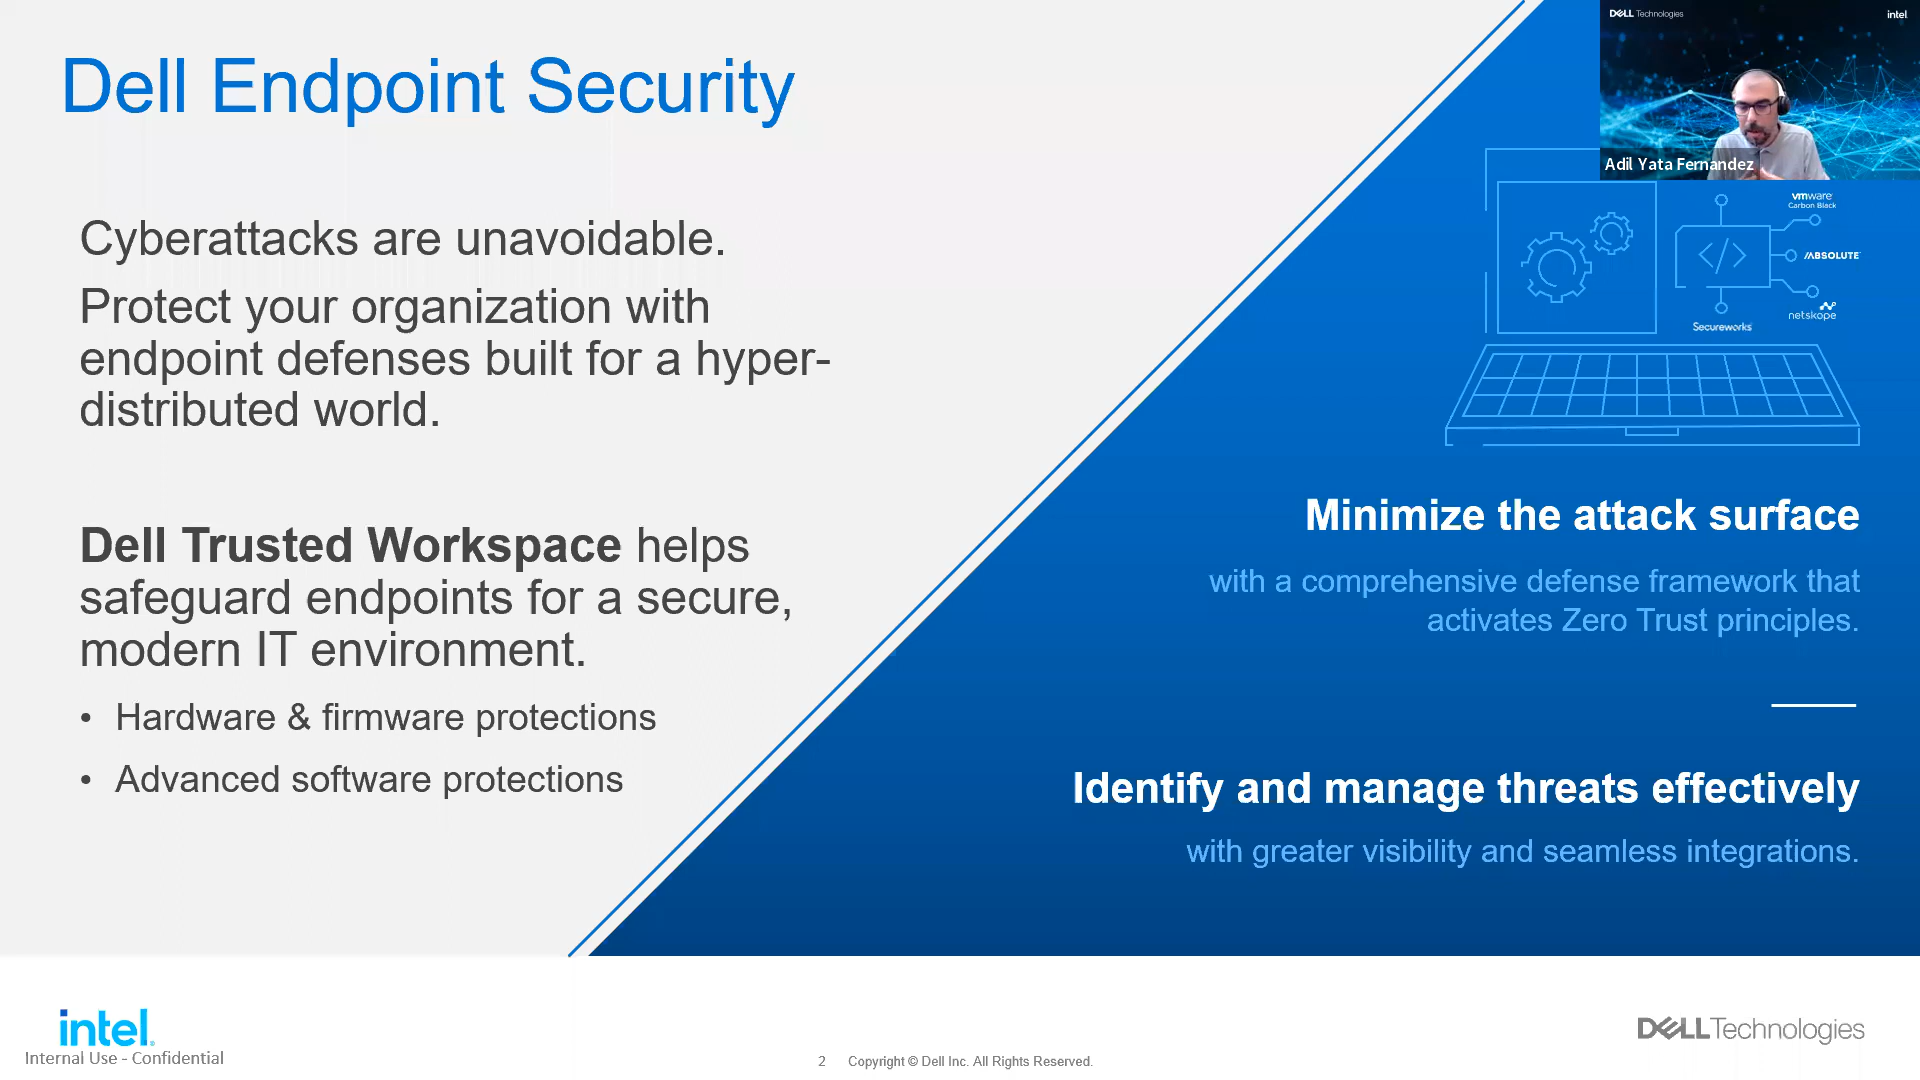 Dell Endpoint Security
Cyberattacks are unavoidable.
Protect your organization with
endpoint defenses built for a hyper-
distributed world.
Dell Trusted Workspace helps
safeguard endpoints for a secure,
modern IT environment.
• Hardware & firmware protections
• Advanced software protections
DELL Technologies
intel
Adil Yata Fernandez
vmware
Carbon Black
ABSOLUTE
netskope
Secureworks
Minimize the attack surface
with a comprehensive defense framework that
activates Zero Trust principles.
Identify and manage threats effectively
with greater visibility and seamless integrations.
intel.
Internal Use - Confidential
2 Copyright © Dell Inc. All Rights Reserved.
DELL Technologies